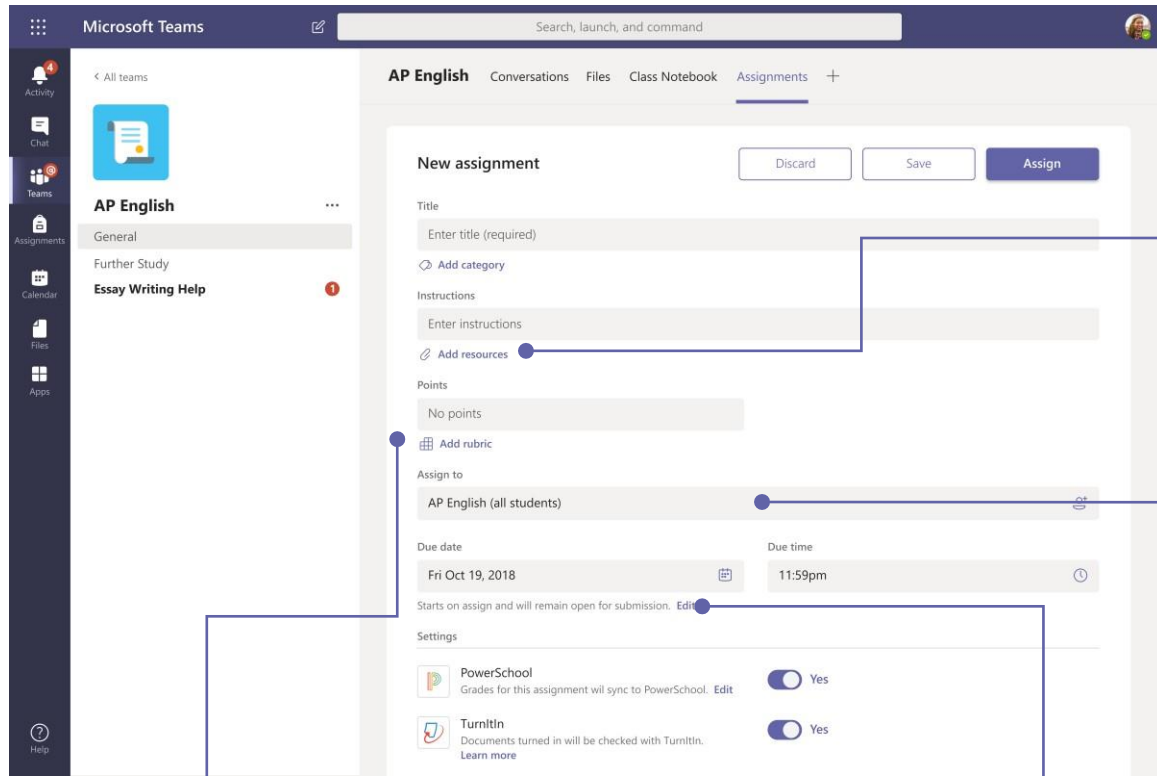 Microsoft Teams
Search, launch, and command
4
Activity
Chat
@
Teams
Assignments
Calendar
Files
Apps
Help
< All teams
AP English
...
General
Further Study
Essay Writing Help
1
AP English Conversations Files Class Notebook Assignments +
New assignment
Discard
Save
Assign
Title
Enter title (required)
Add category
Instructions
Enter instructions
Add resources
Points
No points
Add rubric
Assign to
AP English (all students)
Due date
Due time
Fri Oct 19, 2018
11:59pm
Starts on assign and will remain open for submission. Edit
Settings
PowerSchool
Grades for this assignment wil sync to PowerSchool. Edit
Yes
TurnItIn
Documents turned in will be checked with TurnItIn.
Learn more
Yes